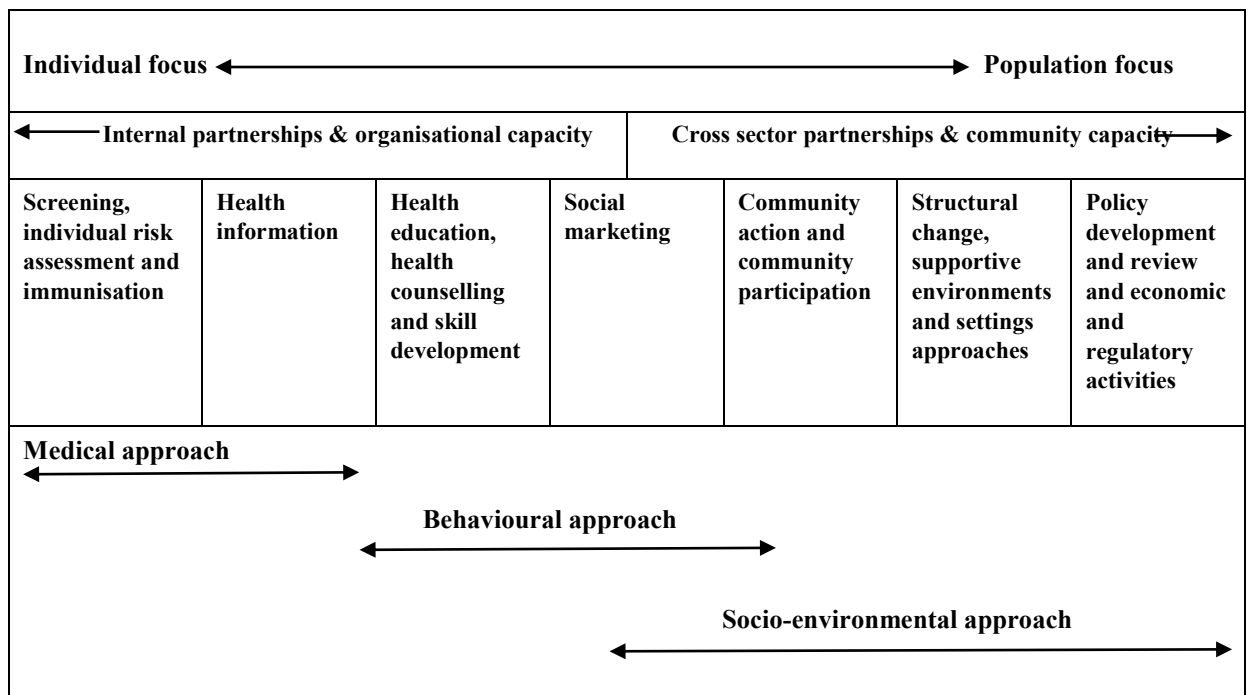 Individual focus Population focus
Internal partnerships & organisational capacity
Cross sector partnerships & community capacity
Screening,
individual risk
assessment and
immunisation
Health
information
Health
education,
health
counselling
and skill
development
Social
marketing
Community
action and
community
participation
Structural
change,
supportive
environments
and settings
approaches
Policy
development
and review
and economic
and
regulatory
activities
Medical approach
Behavioural approach
Socio-environmental approach